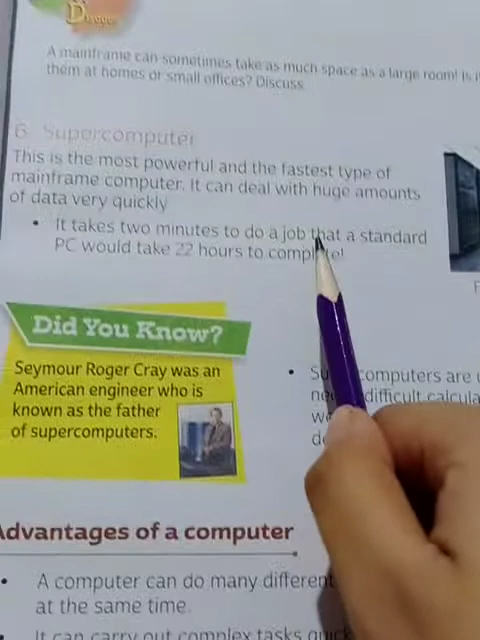 Discuss
A mainframe can sometimes take as much space as a large room! Is i
them at homes or small offices? Discuss.
6. Supercomputer
This is the most powerful and the fastest type of
mainframe computer. It can deal with huge amounts
of data very quickly
• It takes two minutes to do a job that a standard
PC would take 22 hours to complete!
Did You Know?
Seymour Roger Cray was an
American engineer who is
known as the father
of supercomputers.
• computers are u
difficult calcula
Advantages of a computer
• A computer can do many different
at the same time.
• It can carry out complex tasks quick